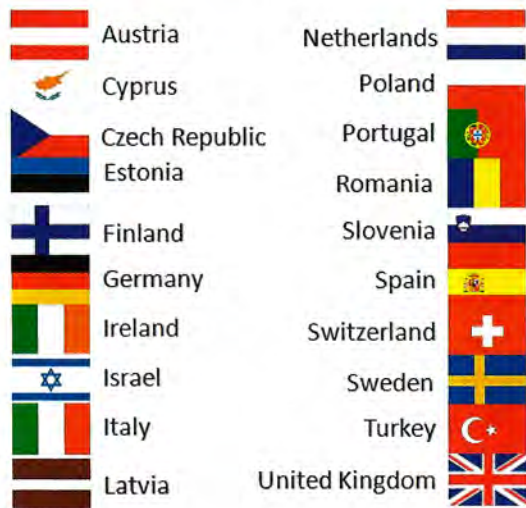 Austria
Cyprus
Czech Republic
Estonia
Finland
Germany
Ireland
Israel
Italy
Latvia
Netherlands
Poland
Portugal
Romania
Slovenia
Spain
Switzerland
Sweden
Turkey
United Kingdom